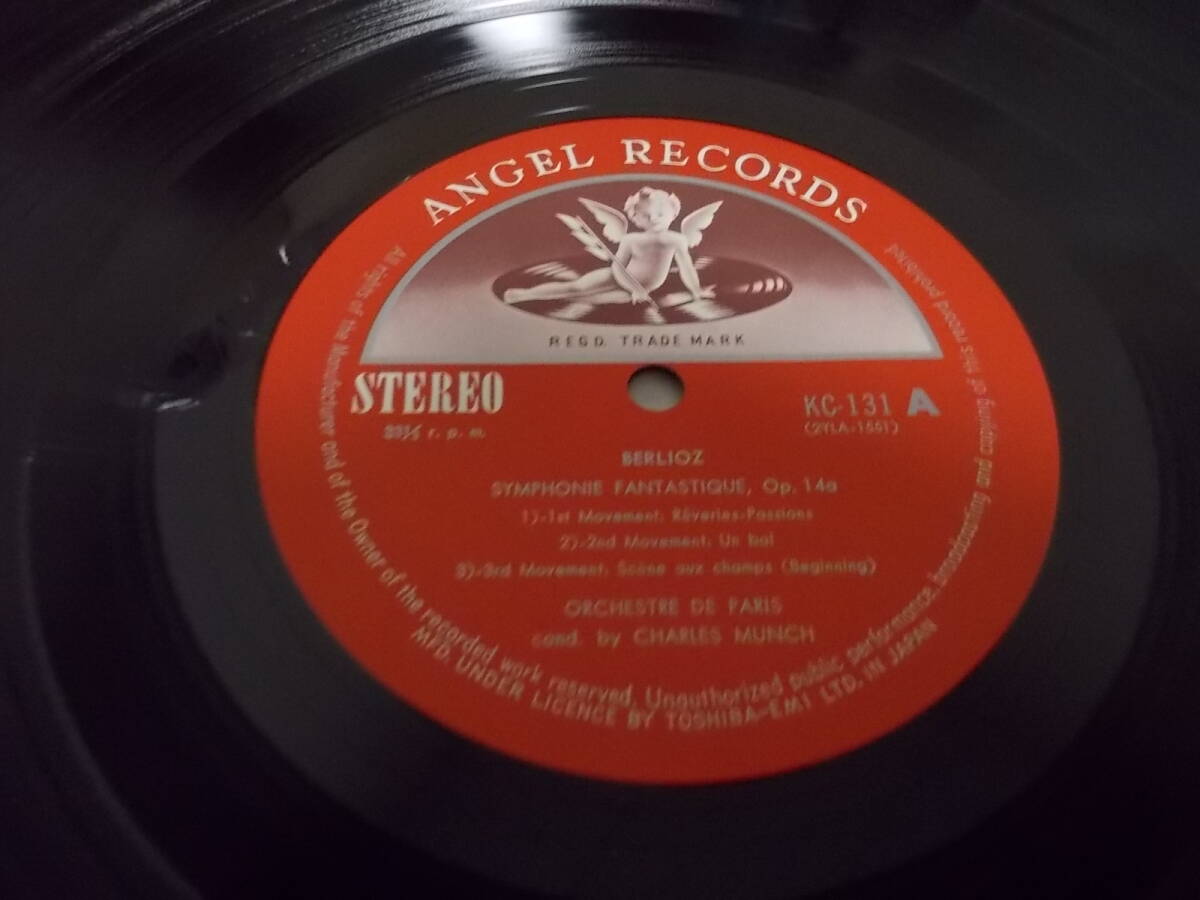 ANGEL RECORDS
REGD. TRADE MARK
STEREO
33⅓ r. p. m.
KC-131 A
(2YLA-1551)
BERLIOZ
SYMPHONIE FANTASTIQUE, Op. 14a
1)-1st Movement: Rêveries-Passions
2)-2nd Movement: Un bal
3)-3rd Movement: Scène aux champs (Beginning)
ORCHESTRE DE PARIS
cond. by CHARLES MUNCH
All rights of the Manufacturer and of the Owner of the recorded work reserved. Unauthorized public performance, broadcasting and copying of this record prohibited
MFD. UNDER LICENCE BY TOSHIBA-EMI LTD. IN JAPAN